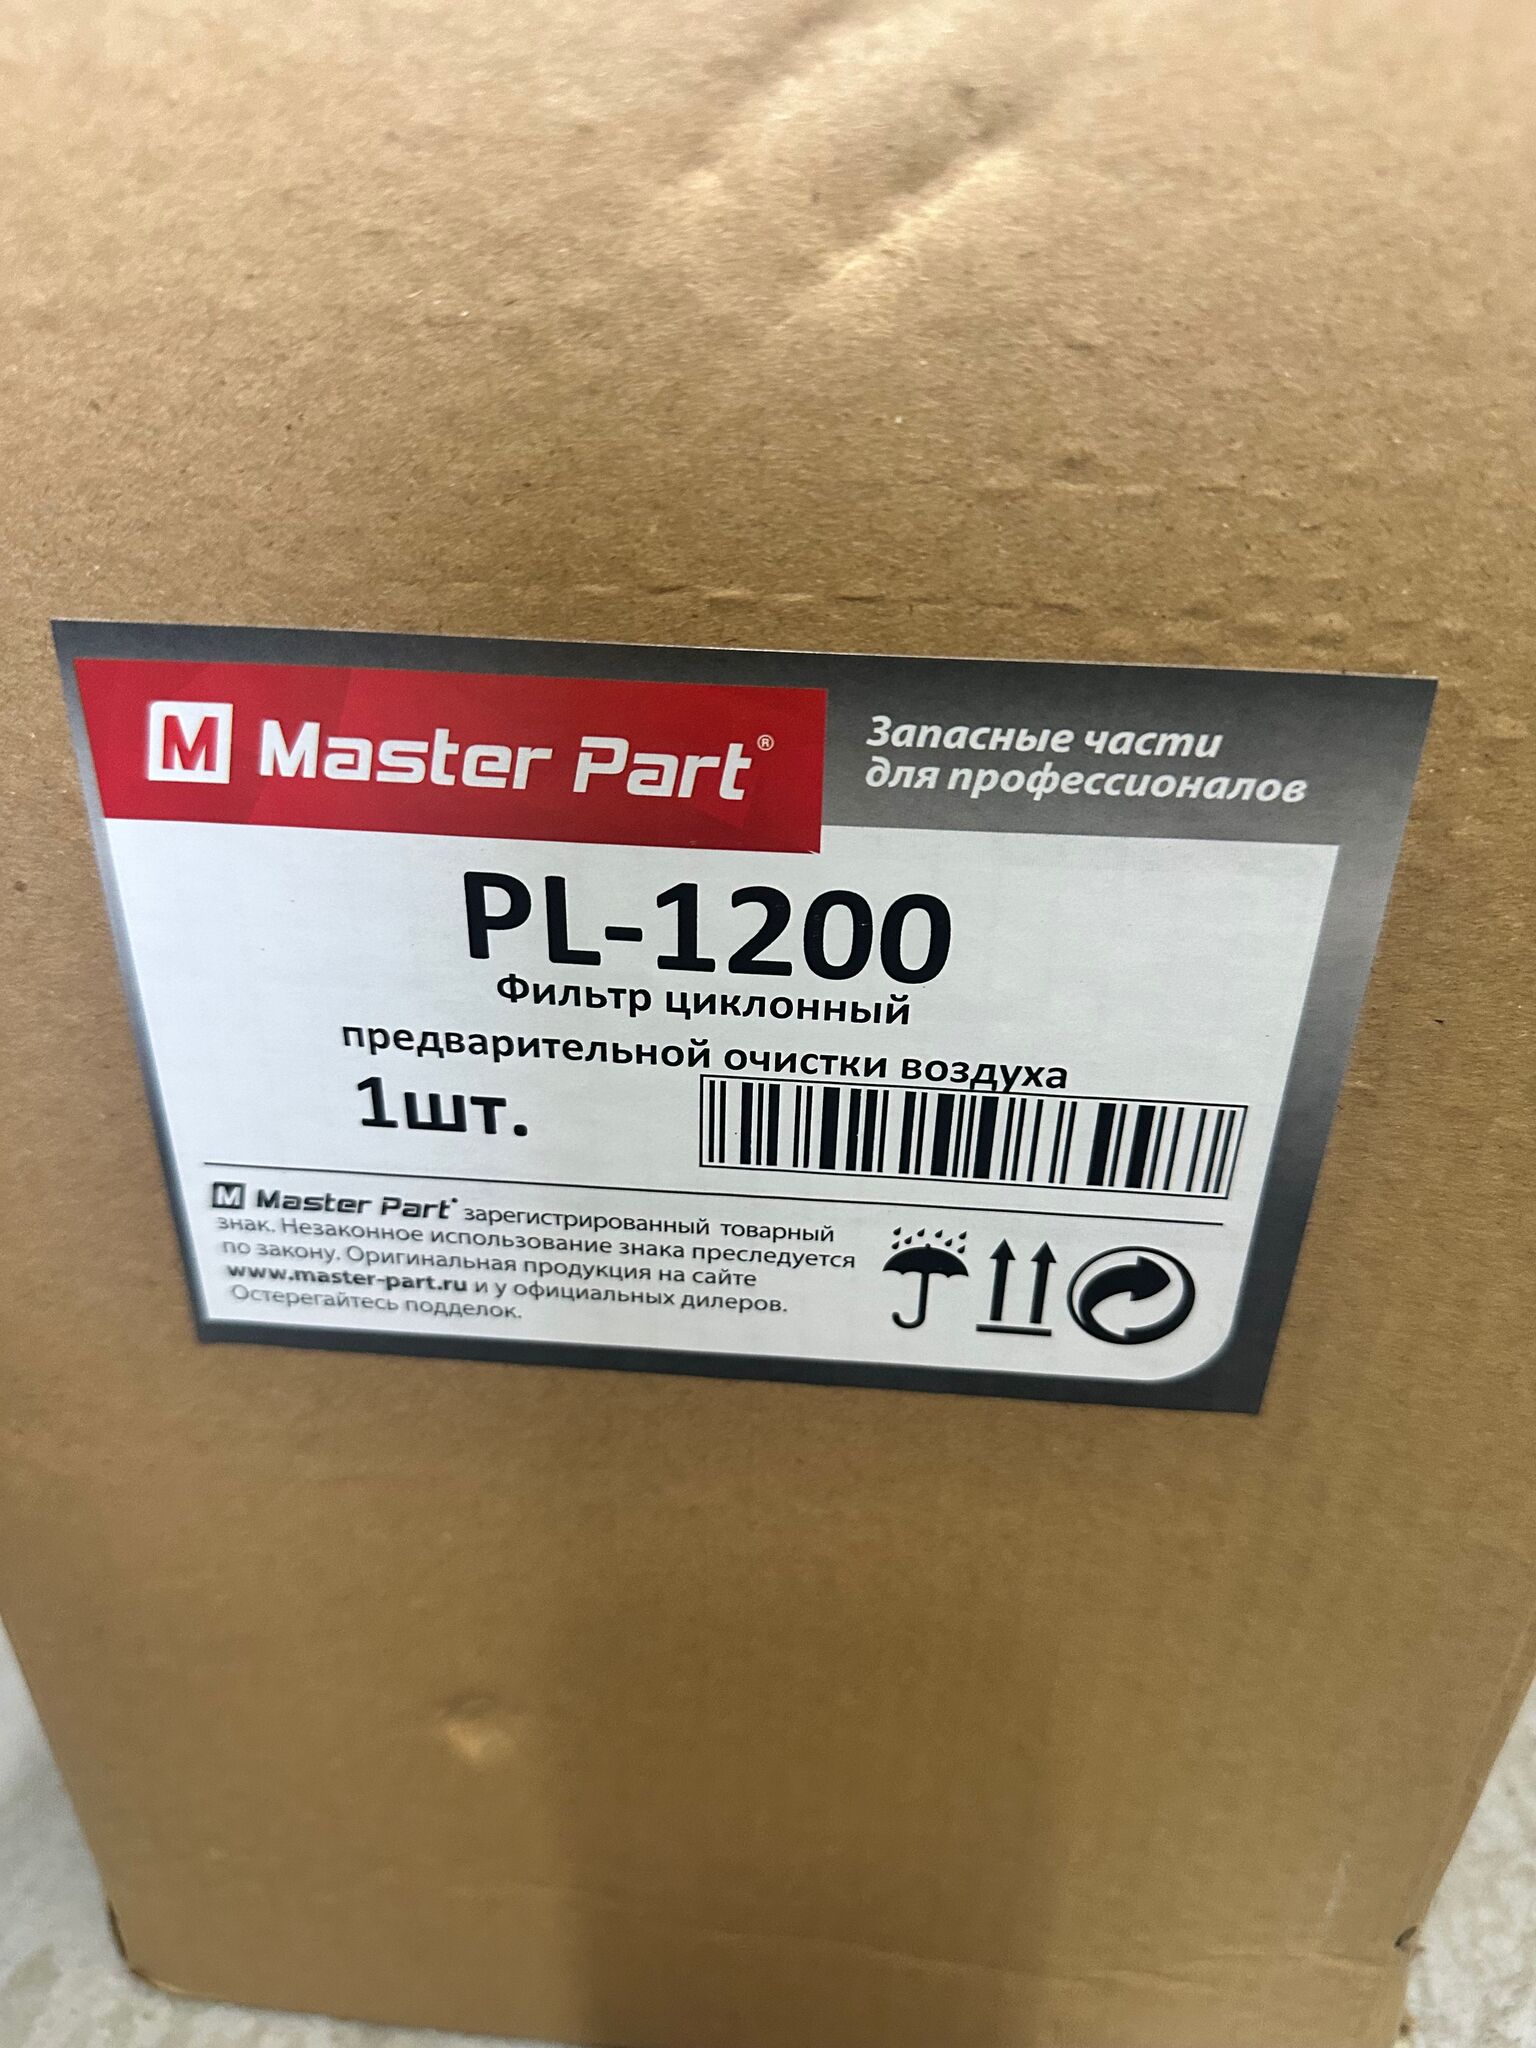 M Master Part®
Запасные части
для профессионалов
PL-1200
Фильтр циклонный
предварительной очистки воздуха
1шт.
M Master Part® зарегистрированный товарный
знак. Незаконное использование знака преследуется
по закону. Оригинальная продукция на сайте
www.master-part.ru и у официальных дилеров.
Остерегайтесь подделок.